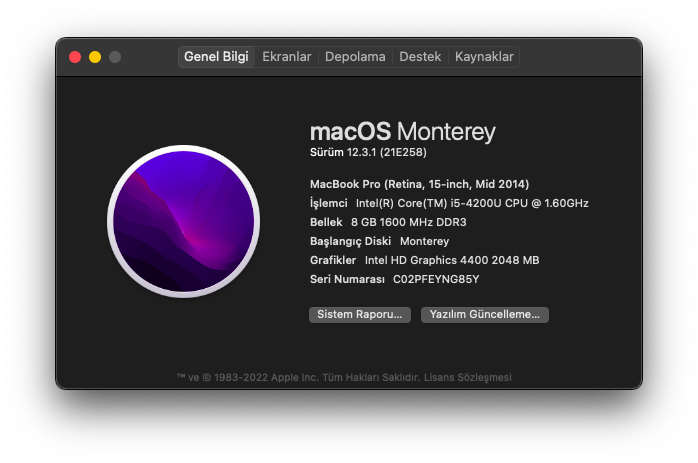 Genel Bilgi Ekranlar Depolama Destek Kaynaklar
macOS Monterey
Sürüm 12.3.1 (21E258)
MacBook Pro (Retina, 15-inch, Mid 2014)
İşlemci Intel(R) Core(TM) i5-4200U CPU @ 1.60GHz
Bellek 8 GB 1600 MHz DDR3
Başlangıç Diski Monterey
Grafikler Intel HD Graphics 4400 2048 MB
Seri Numarası C02PFEYNG85Y
Sistem Raporu... Yazılım Güncelleme...
™ ve © 1983-2022 Apple Inc. Tüm Hakları Saklıdır. Lisans Sözleşmesi